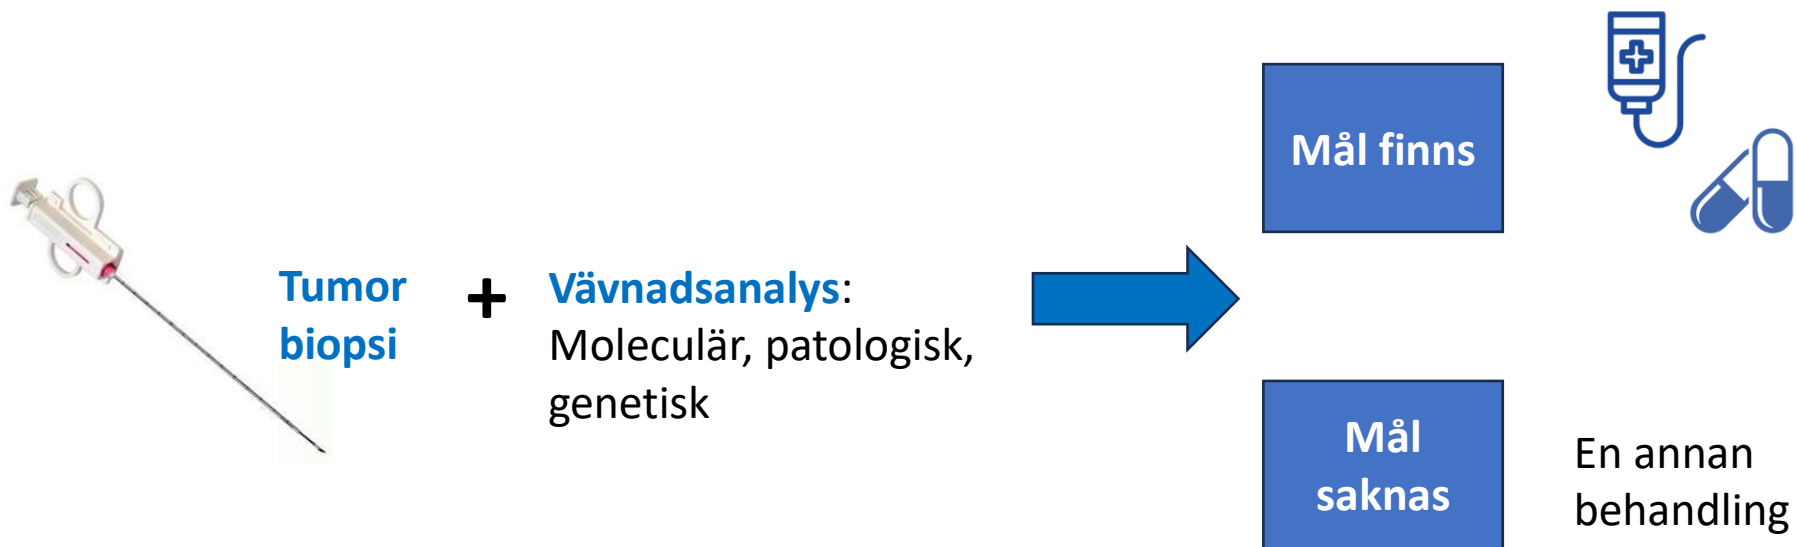 Tumor
biopsi
+
Vävnadsanalys:
Moleculär, patologisk,
genetisk
Mål finns
Mål
saknas
En annan
behandling